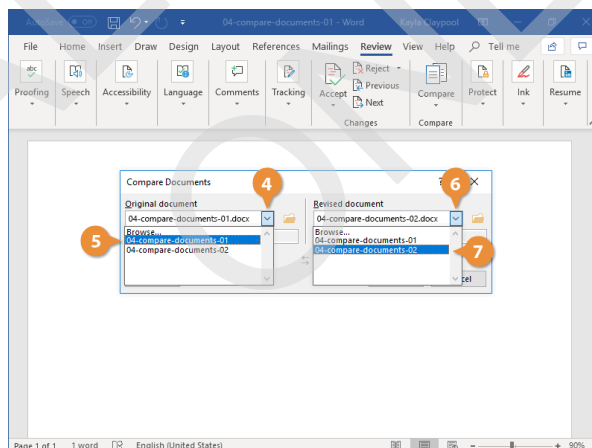 AutoSave On
04-compare-documents-01 - Word
Kayla Claypool
File Home Insert Draw Design Layout References Mailings Review View Help Tell me
abc
Proofing Speech Accessibility Language Comments Tracking Accept Reject Previous Next Compare Protect Ink Resume
Changes Compare
Compare Documents ?
Original document Revised document
04-compare-documents-01.docx 04-compare-documents-02.docx
Browse... Browse...
04-compare-documents-01 04-compare-documents-01
04-compare-documents-02 04-compare-documents-02
4
5
6
7
Page 1 of 1 1 word English (United States) 90%